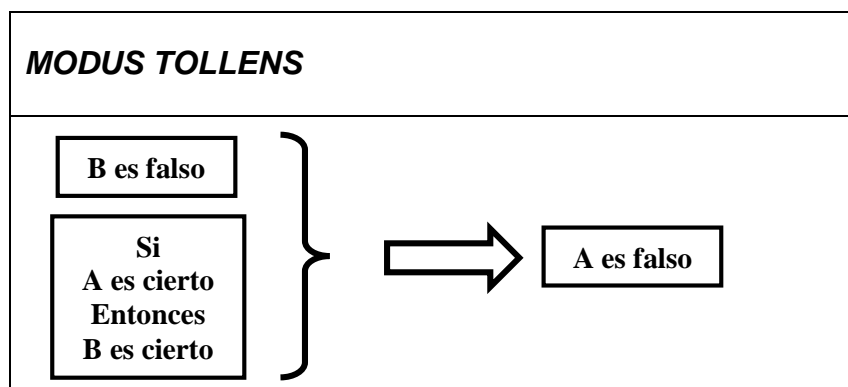 MODUS TOLLENS
B es falso
Si
A es cierto
Entonces
B es cierto
A es falso